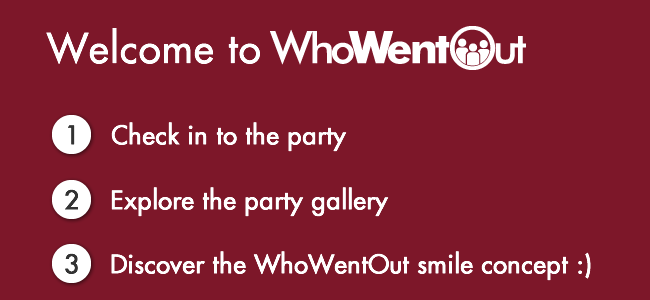 Welcome to WhoWentOut
1 Check in to the party
2 Explore the party gallery
3 Discover the WhoWentOut smile concept :)